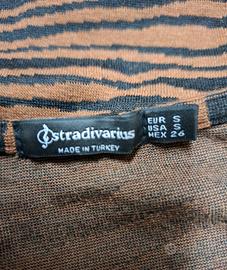 stradivarius
MADE IN TURKEY
EUR S
USA S
MEX 26